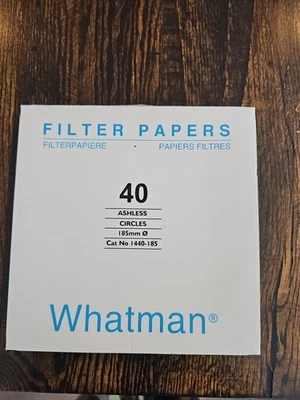 FILTER PAPERS
FILTERPAPIERE • PAPIERS FILTRES
40
ASHLESS
CIRCLES
185mm Ø
Cat No 1440-185
Whatman®